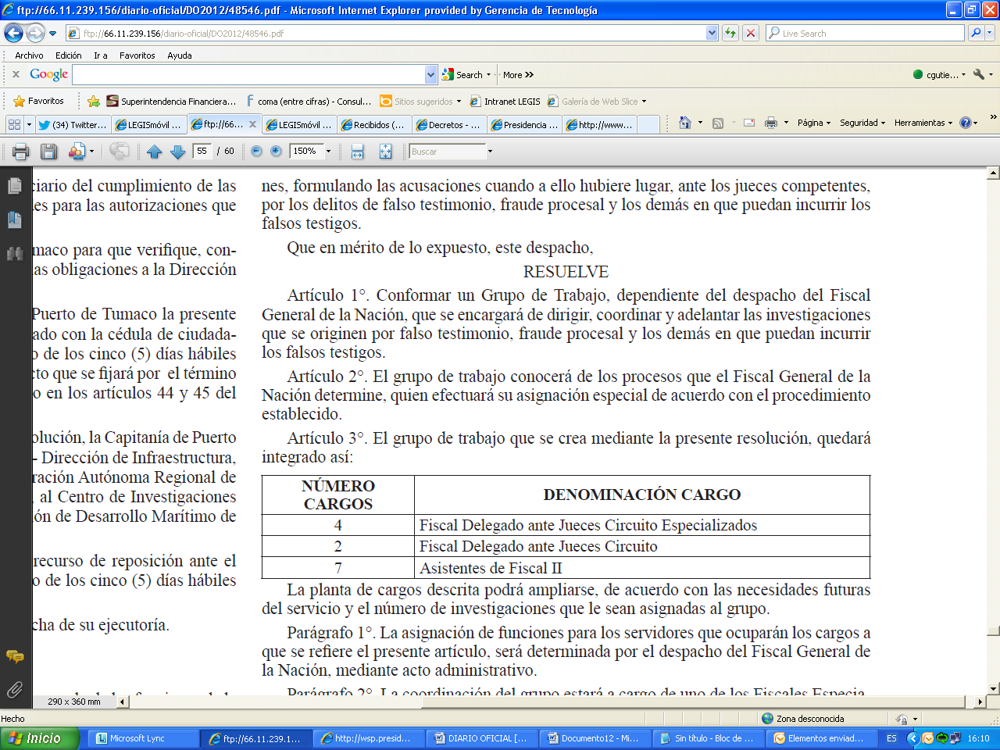 ftp://66.11.239.156/diario-oficial/DO2012/48546.pdf - Microsoft Internet Explorer provided by Gerencia de Tecnología
ftp://66.11.239.156/diario-oficial/DO2012/48546.pdf
Live Search
Archivo Edición Ir a Favoritos Ayuda
x Google Search More >> cgutie...
Favoritos Superintendencia Financiera... coma (entre cifras) - Consul... Sitios sugeridos Intranet LEGIS Galería de Web Slice
(34) Twitter... LEGISmóvil ... ftp://66... LEGISmóvil ... Recibidos (... Decretos - ... Presidencia ... http://www... Página Seguridad Herramientas
55 / 60 150% Buscar
ciario del cumplimiento de las
des para las autorizaciones que
maco para que verifique, con-
las obligaciones a la Dirección
Puerto de Tumaco la presente
ado con la cédula de ciudada-
o de los cinco (5) días hábiles
cto que se fijará por el término
o en los artículos 44 y 45 del
olución, la Capitanía de Puerto
- Dirección de Infraestructura,
ración Autónoma Regional de
, al Centro de Investigaciones
ión de Desarrollo Marítimo de
recurso de reposición ante el
o de los cinco (5) días hábiles
cha de su ejecutoría.
nes, formulando las acusaciones cuando a ello hubiere lugar, ante los jueces competentes,
por los delitos de falso testimonio, fraude procesal y los demás en que puedan incurrir los
falsos testigos.
Que en mérito de lo expuesto, este despacho,
RESUELVE
Artículo 1°. Conformar un Grupo de Trabajo, dependiente del despacho del Fiscal
General de la Nación, que se encargará de dirigir, coordinar y adelantar las investigaciones
que se originen por falso testimonio, fraude procesal y los demás en que puedan incurrir
los falsos testigos.
Artículo 2°. El grupo de trabajo conocerá de los procesos que el Fiscal General de la
Nación determine, quien efectuará su asignación especial de acuerdo con el procedimiento
establecido.
Artículo 3°. El grupo de trabajo que se crea mediante la presente resolución, quedará
integrado así:
NÚMERO
CARGOS
DENOMINACIÓN CARGO
4 Fiscal Delegado ante Jueces Circuito Especializados
2 Fiscal Delegado ante Jueces Circuito
7 Asistentes de Fiscal II
La planta de cargos descrita podrá ampliarse, de acuerdo con las necesidades futuras
del servicio y el número de investigaciones que le sean asignadas al grupo.
Parágrafo 1°. La asignación de funciones para los servidores que ocuparán los cargos a
que se refiere el presente artículo, será determinada por el despacho del Fiscal General de
la Nación, mediante acto administrativo.
Parágrafo 2°. La coordinación del grupo estará a cargo de uno de los Fiscales Especia-
290 x 360 mm
Hecho Zona desconocida
Inicio Microsoft Lync ftp://66.11.239.1... http://wsp.presid... DIARIO OFICIAL [... Documento12 - Mi... Sin título - Bloc de ... Elementos enviad... ES 16:10